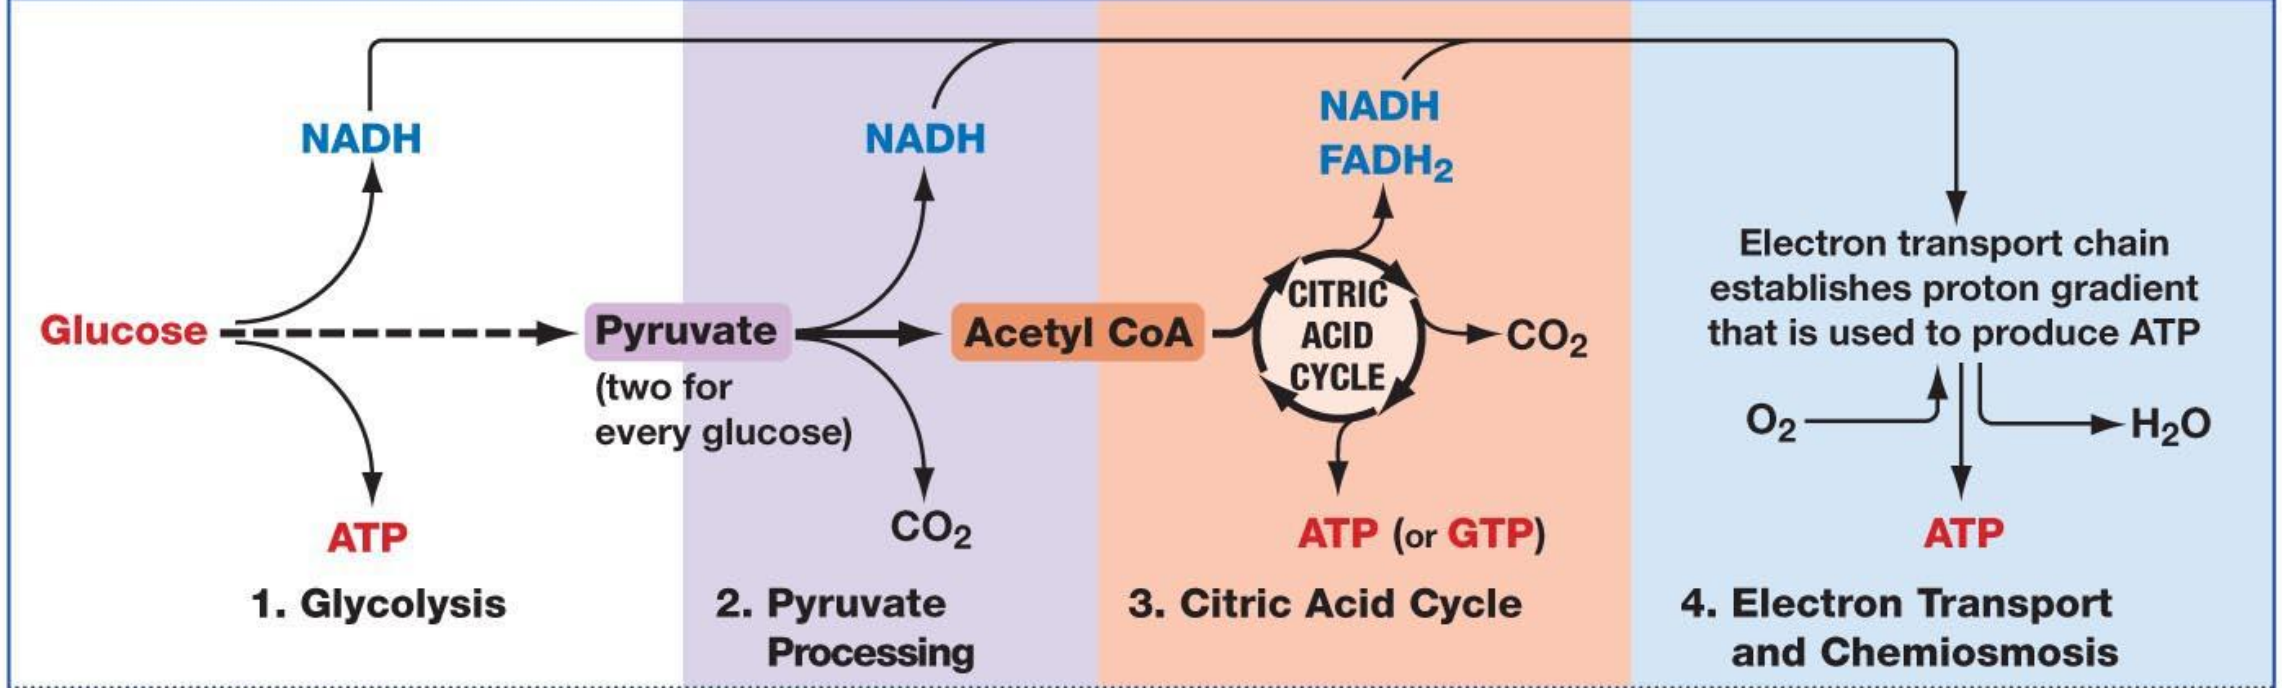 NADH
NADH
NADH
FADH₂
Glucose
Pyruvate
(two for
every glucose)
Acetyl CoA
CITRIC
ACID
CYCLE
CO₂
Electron transport chain
establishes proton gradient
that is used to produce ATP
O₂
H₂O
ATP
CO₂
ATP (or GTP)
ATP
1. Glycolysis
2. Pyruvate
Processing
3. Citric Acid Cycle
4. Electron Transport
and Chemiosmosis